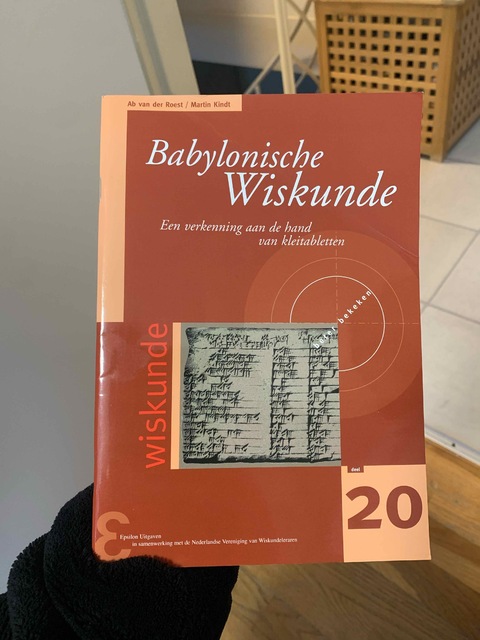 Ab van der Roest / Martin Kindt
Babylonische
Wiskunde
Een verkenning aan de hand
van kleitabletten
bekeken
wiskunde
deel
20
Epsilon Uitgaven
in samenwerking met de Nederlandse Vereniging van Wiskundeleraren